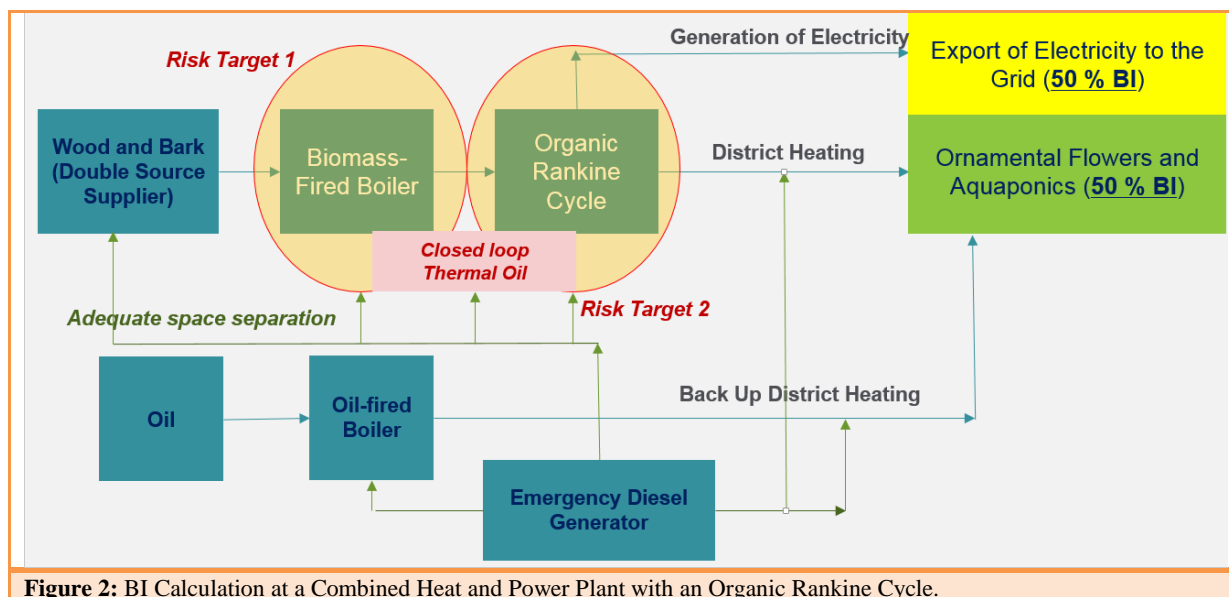 Generation of Electricity
Export of Electricity to the
Grid (50 % BI)
Risk Target 1
Wood and Bark
(Double Source
Supplier)
Biomass-
Fired Boiler
Organic
Rankine
Cycle
District Heating
Ornamental Flowers and
Aquaponics (50 % BI)
Closed loop
Thermal Oil
Adequate space separation
Risk Target 2
Oil
Oil-fired
Boiler
Back Up District Heating
Emergency Diesel
Generator
Figure 2: BI Calculation at a Combined Heat and Power Plant with an Organic Rankine Cycle.